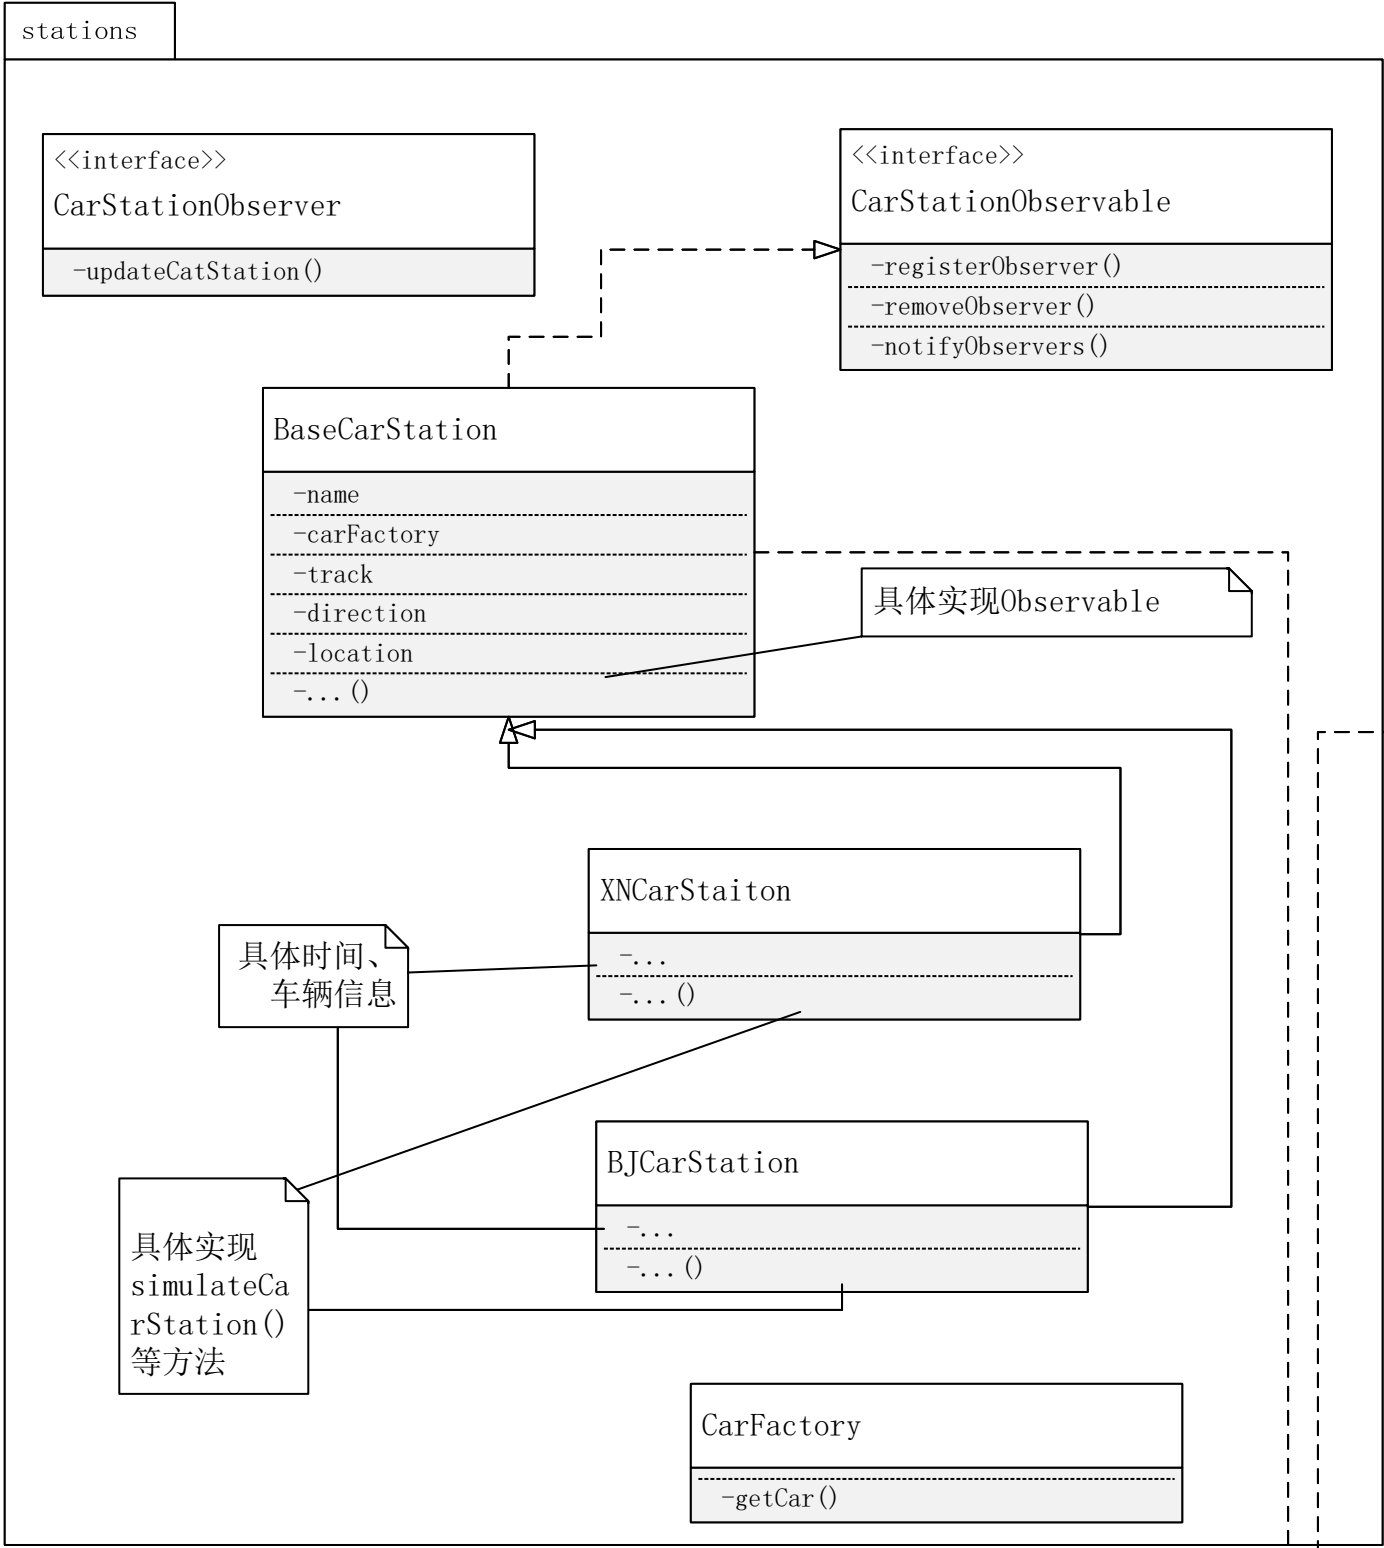 stations
<<interface>>
CarStationObserver
-updateCatStation()
<<interface>>
CarStationObservable
-registerObserver()
-removeObserver()
-notifyObservers()
BaseCarStation
-name
-carFactory
-track
-direction
-location
-...()
具体实现Observable
XNCarStaiton
-...
-...()
具体时间、
车辆信息
BJCarStation
-...
-...()
具体实现
simulateCa
rStation()
等方法
CarFactory
-getCar()